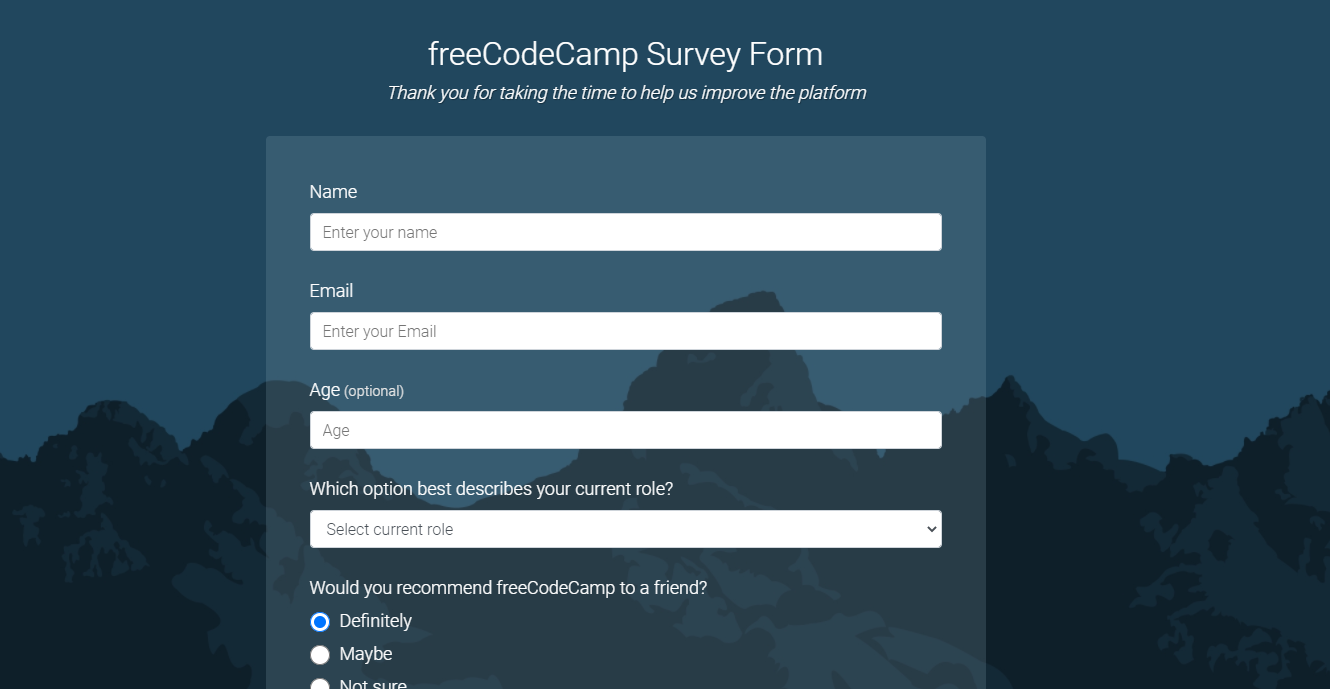 freeCodeCamp Survey Form
Thank you for taking the time to help us improve the platform
Name
Enter your name
Email
Enter your Email
Age (optional)
Age
Which option best describes your current role?
Select current role
Would you recommend freeCodeCamp to a friend?
Definitely
Maybe
Not sure